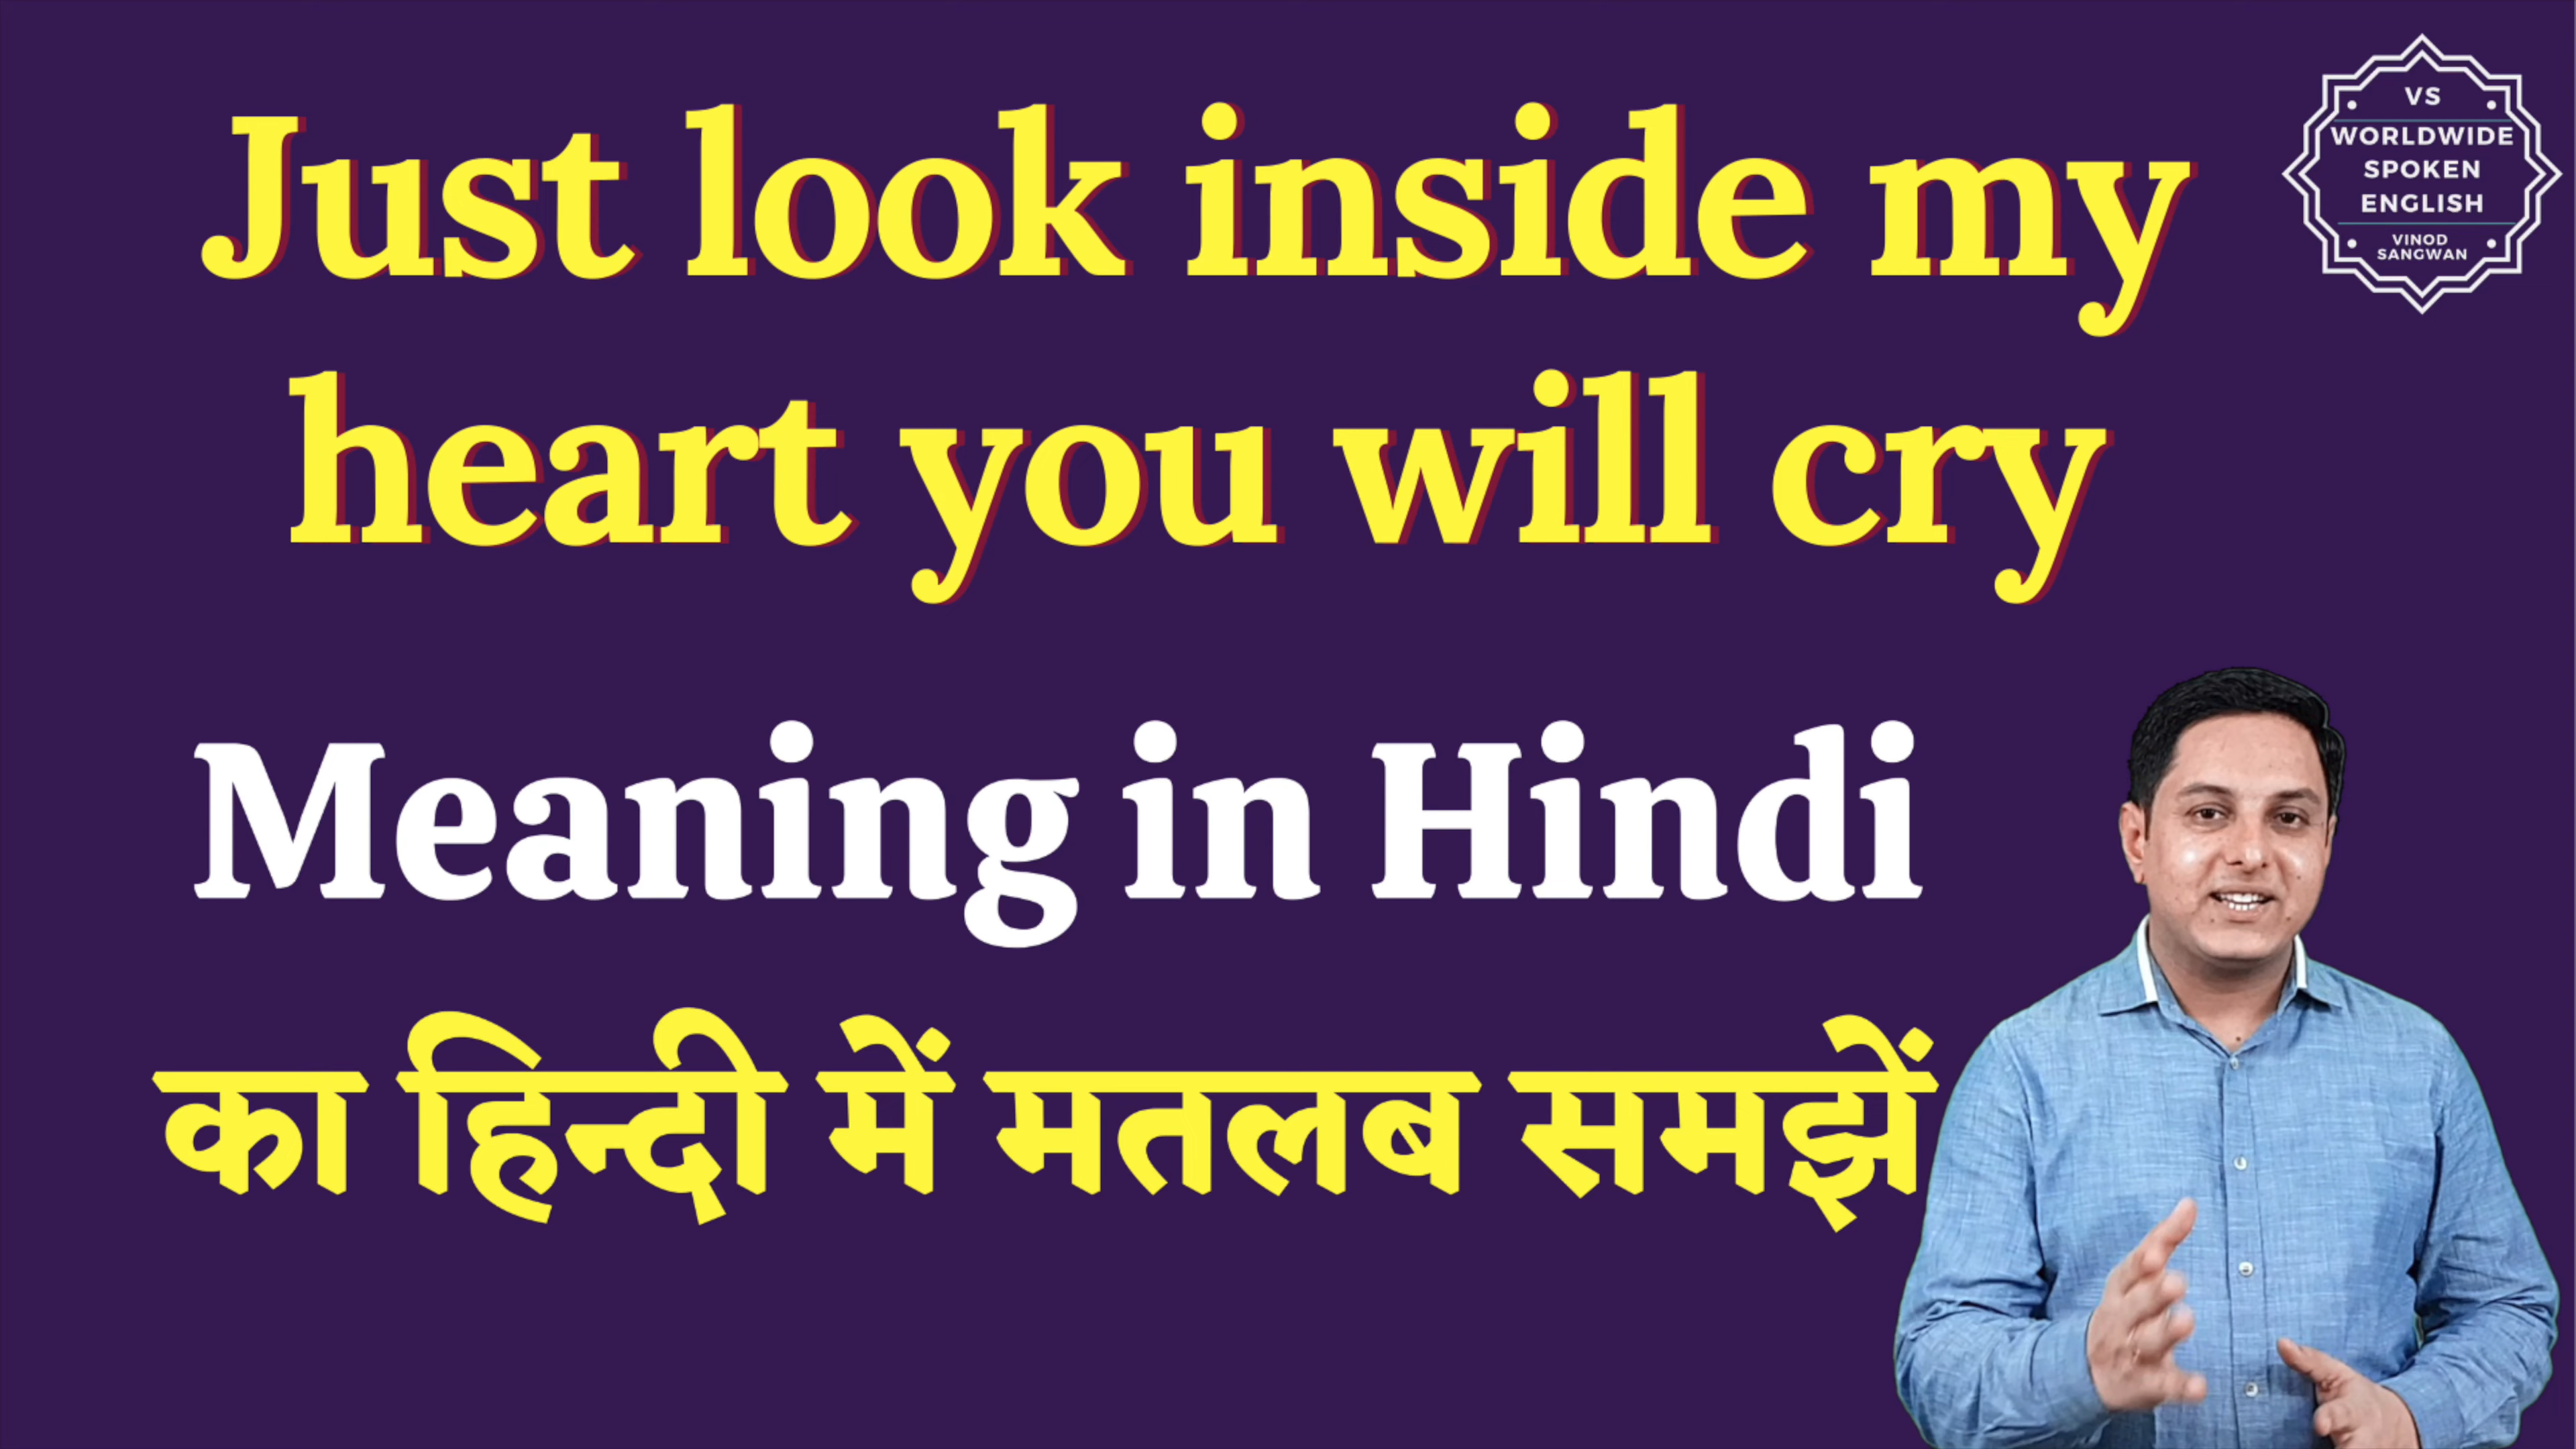 Just look inside my
heart you will cry
Meaning in Hindi
का हिन्दी में मतलब समझें
VS
WORLDWIDE
SPOKEN
ENGLISH
VINOD
SANGWAN